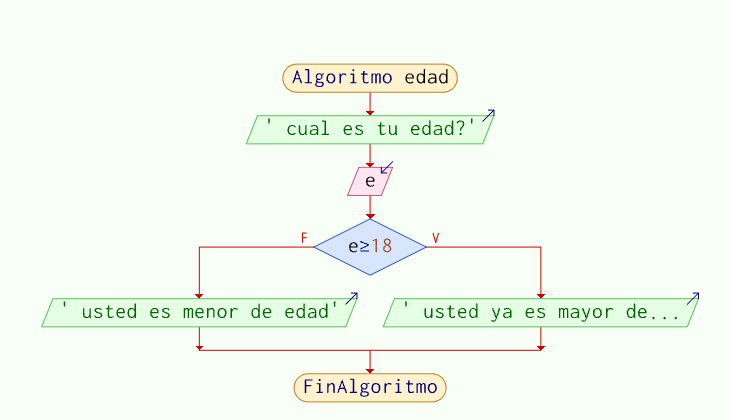 Algoritmo edad
' cual es tu edad?'
e
e≥18
F
V
' usted es menor de edad'
' usted ya es mayor de...
FinAlgoritmo